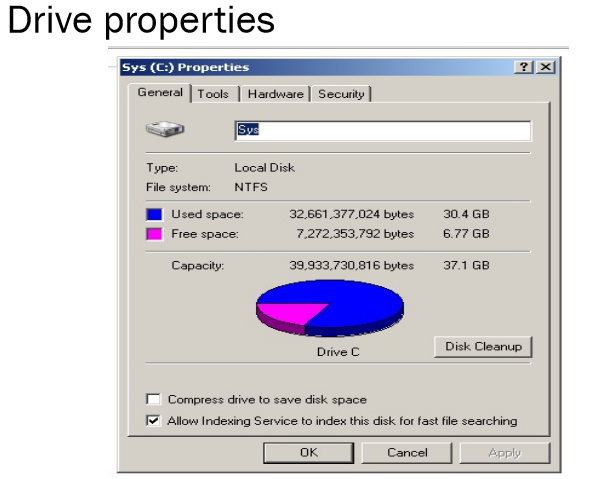 Drive properties
Sys (C:) Properties
General Tools Hardware Security
Sys
Type: Local Disk
File system: NTFS
Used space: 32,661,377,024 bytes 30.4 GB
Free space: 7,272,353,792 bytes 6.77 GB
Capacity: 39,933,730,816 bytes 37.1 GB
Drive C
Disk Cleanup
Compress drive to save disk space
Allow Indexing Service to index this disk for fast file searching
OK Cancel Apply